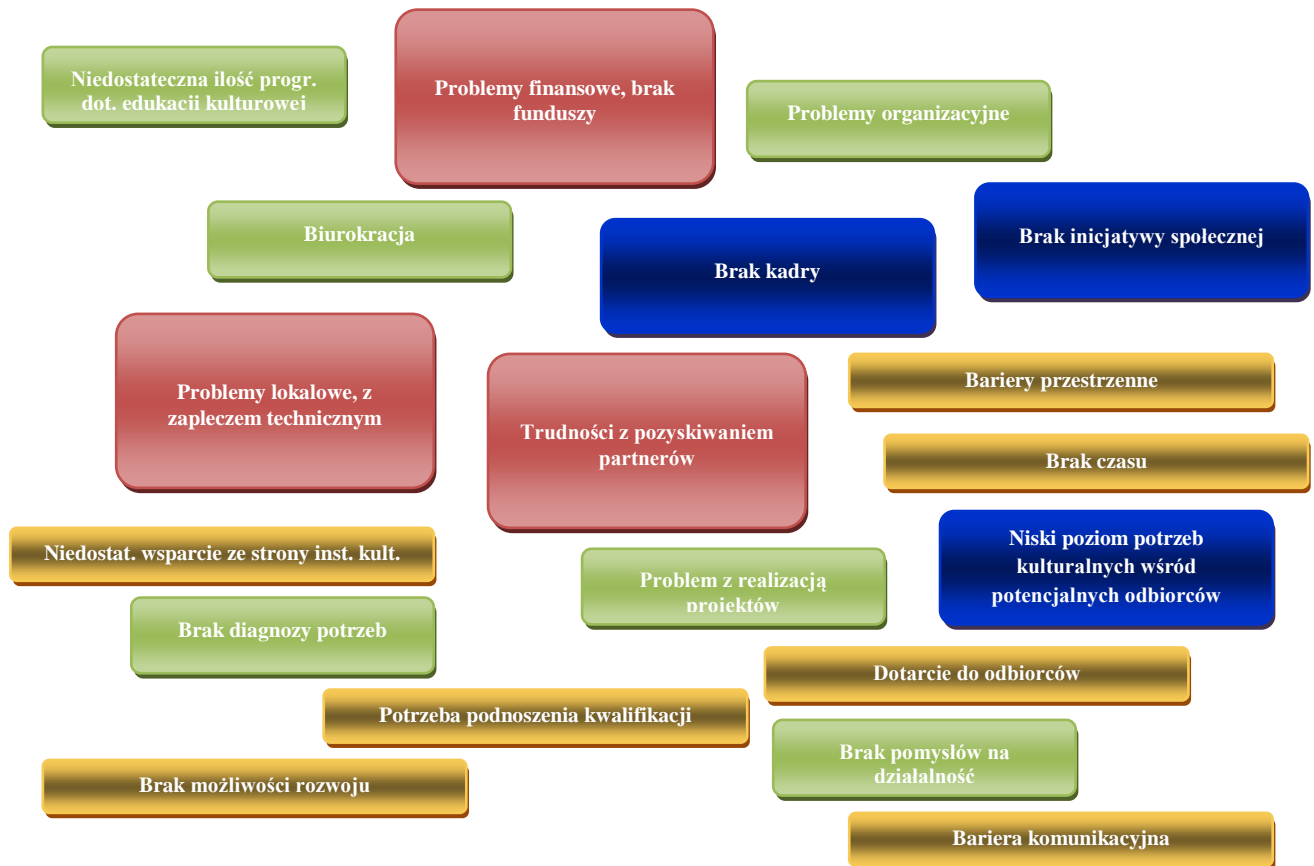 Niedostateczna ilość progr.
dot. edukacji kulturowej
Problemy finansowe, brak
funduszy
Problemy organizacyjne
Biurokracja
Brak kadry
Brak inicjatywy społecznej
Problemy lokalowe, z
zapleczem technicznym
Trudności z pozyskiwaniem
partnerów
Bariery przestrzenne
Brak czasu
Niedostat. wsparcie ze strony inst. kult.
Problem z realizacją
projektów
Niski poziom potrzeb
kulturalnych wśród
potencjalnych odbiorców
Brak diagnozy potrzeb
Dotarcie do odbiorców
Potrzeba podnoszenia kwalifikacji
Brak pomysłów na
działalność
Brak możliwości rozwoju
Bariera komunikacyjna